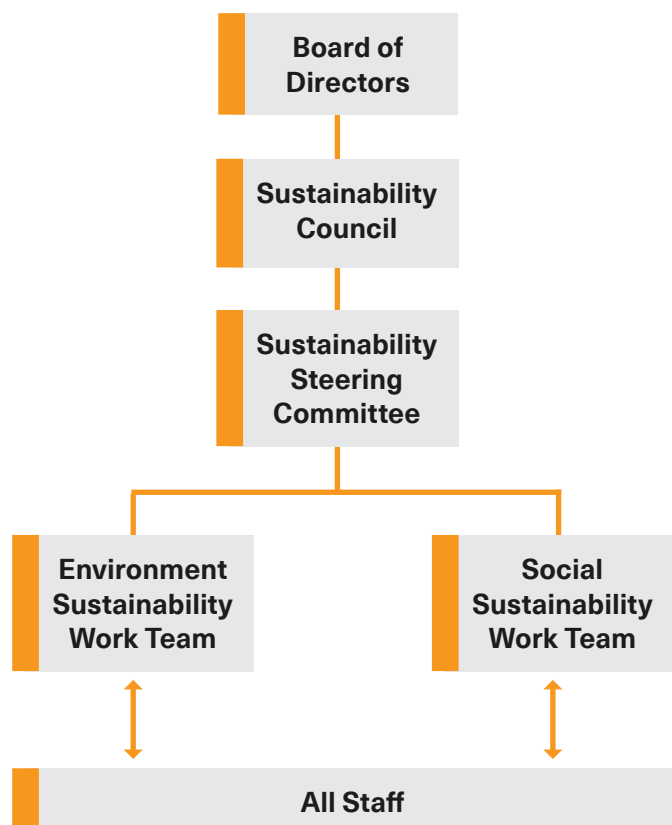 Board of
Directors
Sustainability
Council
Sustainability
Steering
Committee
Environment
Sustainability
Work Team
Social
Sustainability
Work Team
All Staff